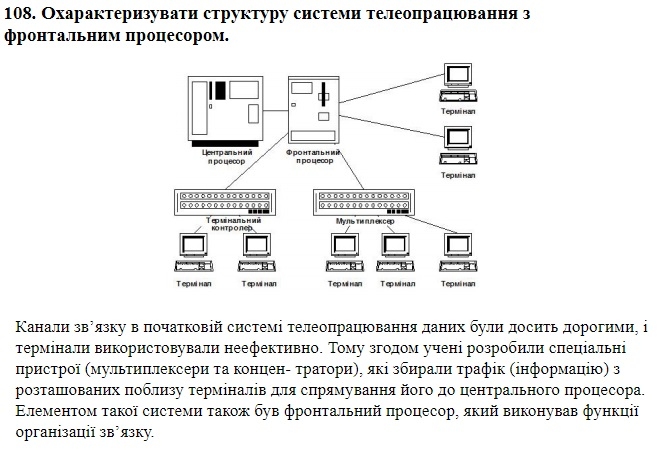 108. Охарактеризувати структуру системи телеопрацювання з
фронтальним процесором.
Термінал
Центральний
процесор
Фронтальний
процесор
Термінал
Термінальний
контролер
Мультиплексер
Термінал
Термінал
Термінал
Термінал
Термінал
Канали зв’язку в початковій системі телеопрацювання даних були досить дорогими, і
термінали використовували неефективно. Тому згодом учені розробили спеціальні
пристрої (мультиплексери та концен- тратори), які збирали трафік (інформацію) з
розташованих поблизу терміналів для спрямування його до центрального процесора.
Елементом такої системи також був фронтальний процесор, який виконував функції
організації зв’язку.